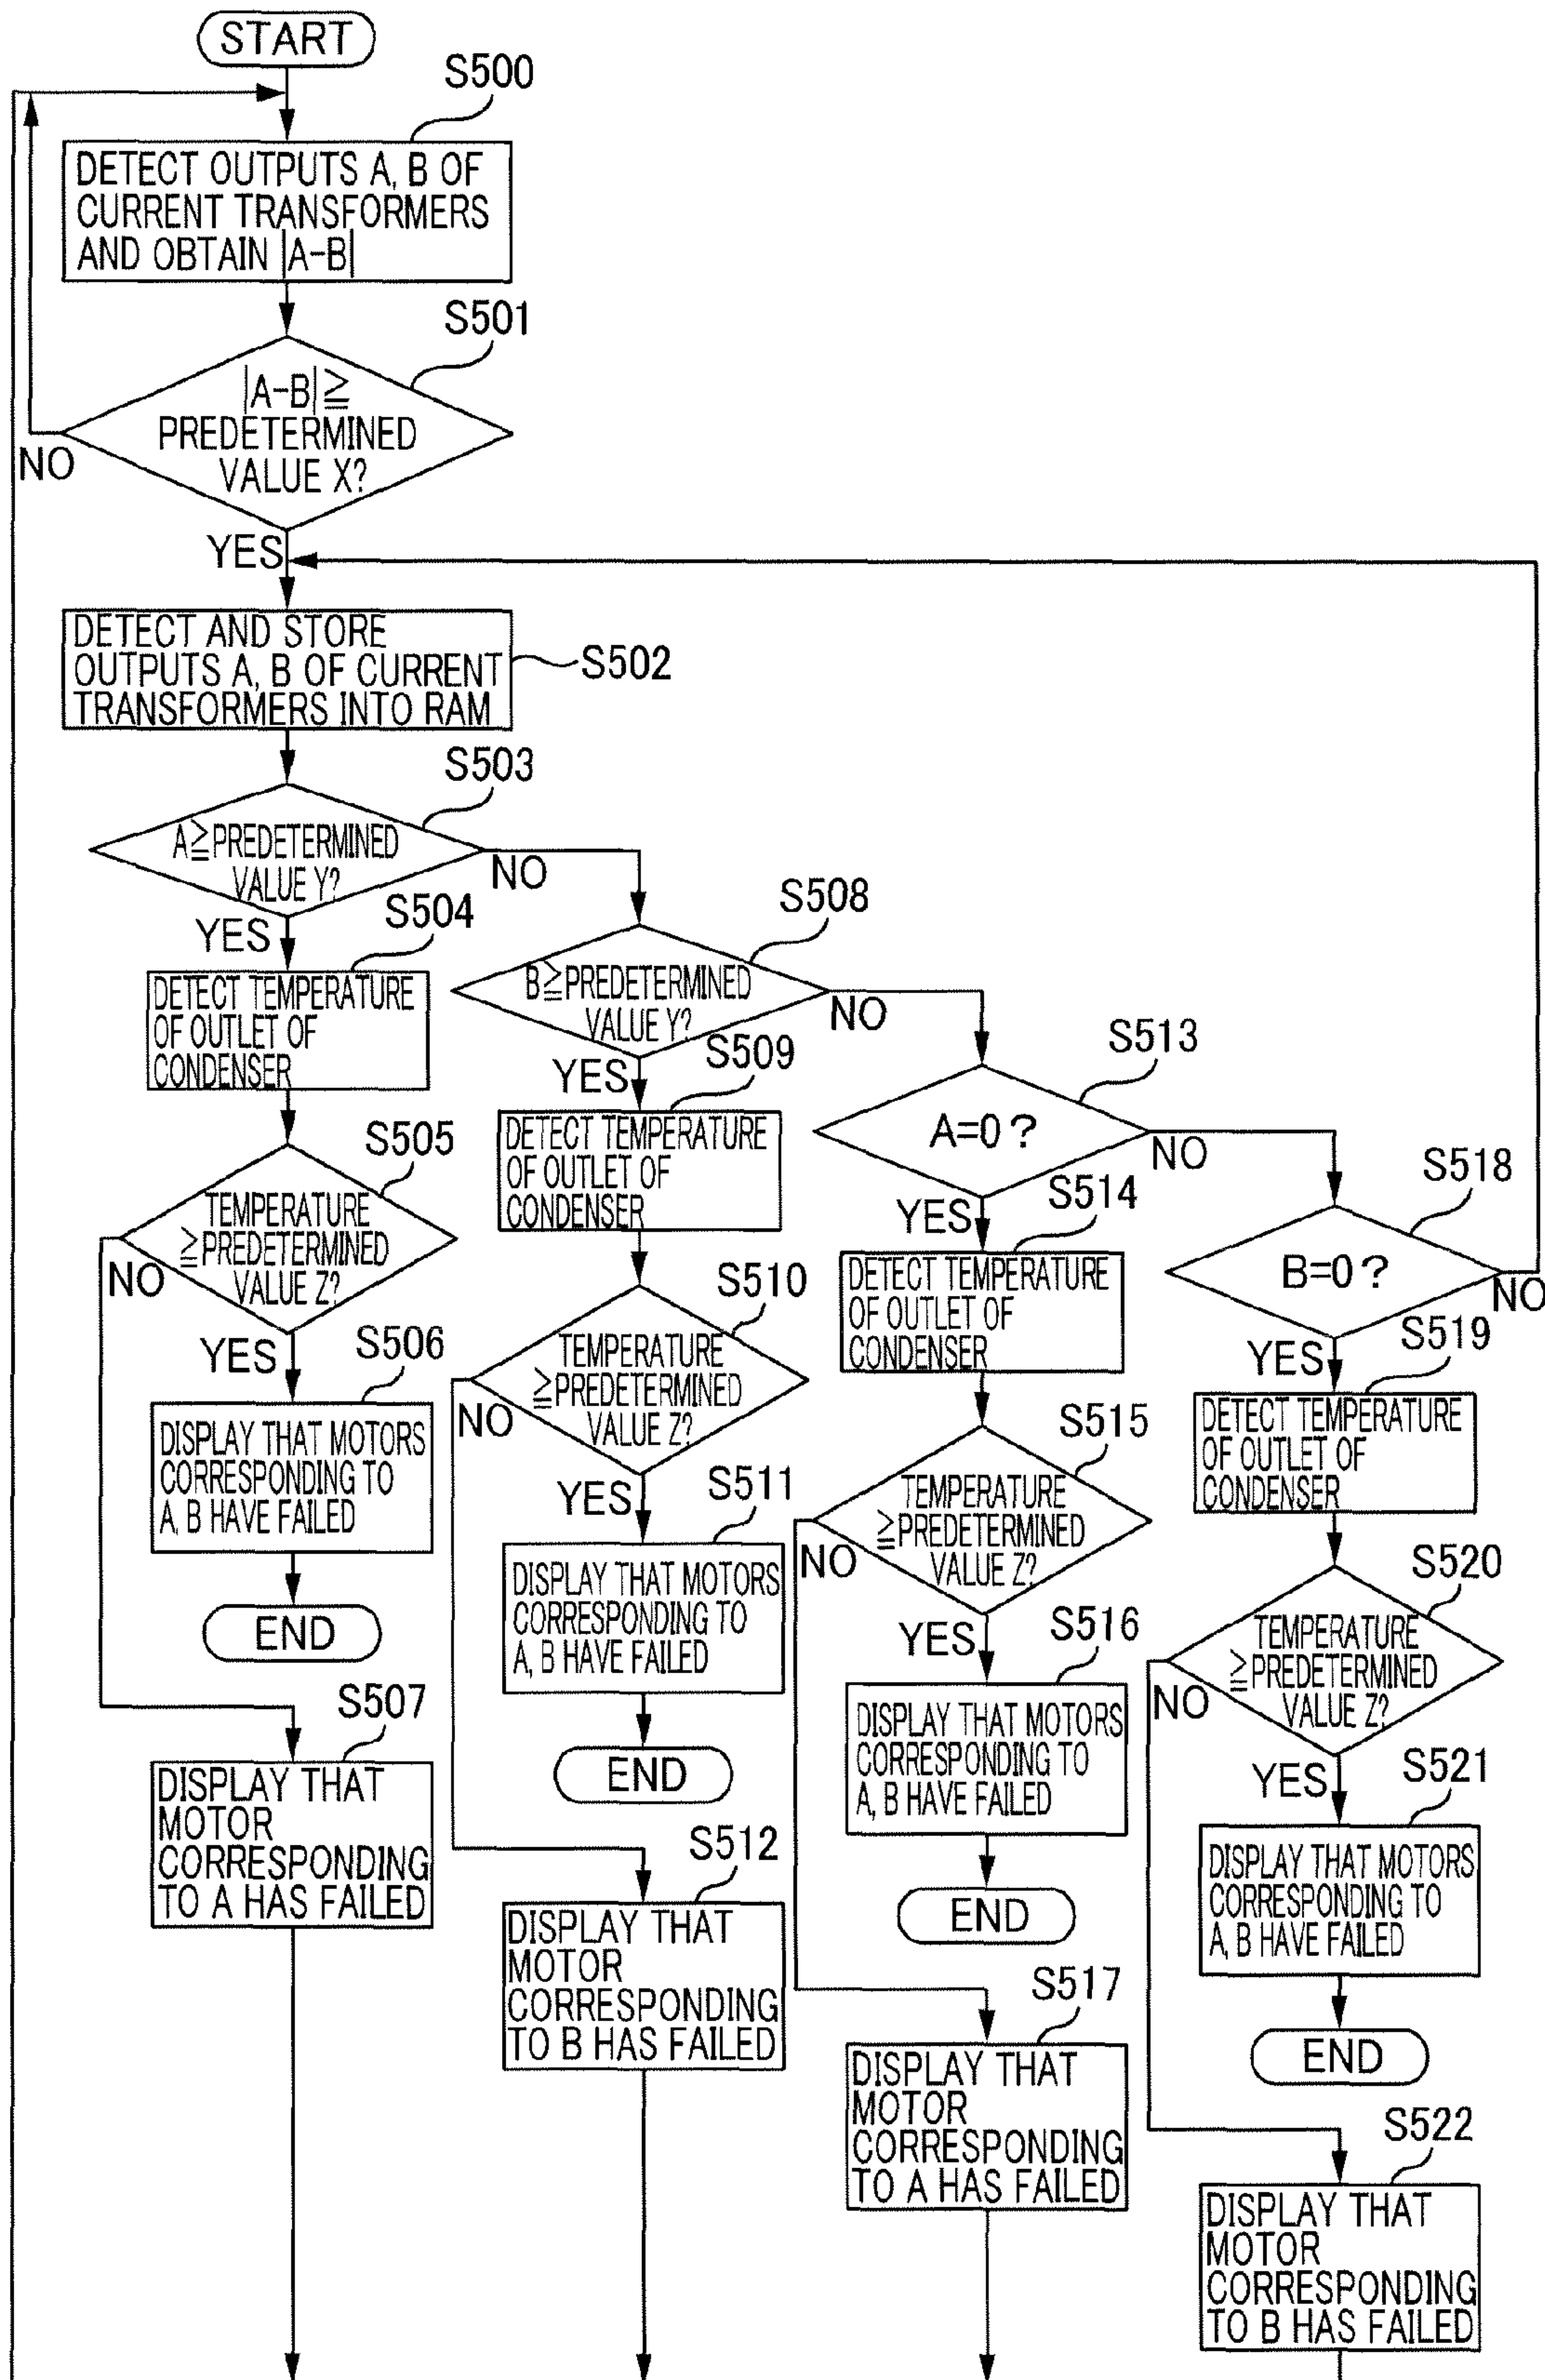 START
S500
DETECT OUTPUTS A, B OF
CURRENT TRANSFORMERS
AND OBTAIN |A-B|
S501
|A-B| ≧
PREDETERMINED
VALUE X?
NO
YES
DETECT AND STORE
OUTPUTS A, B OF CURRENT
TRANSFORMERS INTO RAM
S502
S503
A≧PREDETERMINED
VALUE Y?
NO
YES
S504
DETECT TEMPERATURE
OF OUTLET OF
CONDENSER
S505
TEMPERATURE
≧PREDETERMINED
VALUE Z?
NO
YES
S506
DISPLAY THAT MOTORS
CORRESPONDING TO
A, B HAVE FAILED
END
S507
DISPLAY THAT
MOTOR
CORRESPONDING
TO A HAS FAILED
S508
B≧PREDETERMINED
VALUE Y?
NO
YES
S509
DETECT TEMPERATURE
OF OUTLET OF
CONDENSER
S510
TEMPERATURE
≧PREDETERMINED
VALUE Z?
NO
YES
S511
DISPLAY THAT MOTORS
CORRESPONDING TO
A, B HAVE FAILED
END
S512
DISPLAY THAT
MOTOR
CORRESPONDING
TO B HAS FAILED
S513
A=0 ?
NO
YES
S514
DETECT TEMPERATURE
OF OUTLET OF
CONDENSER
S515
TEMPERATURE
≧PREDETERMINED
VALUE Z?
NO
YES
S516
DISPLAY THAT MOTORS
CORRESPONDING TO
A, B HAVE FAILED
END
S517
DISPLAY THAT
MOTOR
CORRESPONDING
TO A HAS FAILED
S518
B=0 ?
NO
YES
S519
DETECT TEMPERATURE
OF OUTLET OF
CONDENSER
S520
TEMPERATURE
≧PREDETERMINED
VALUE Z?
NO
YES
S521
DISPLAY THAT MOTORS
CORRESPONDING TO
A, B HAVE FAILED
END
S522
DISPLAY THAT
MOTOR
CORRESPONDING
TO B HAS FAILED